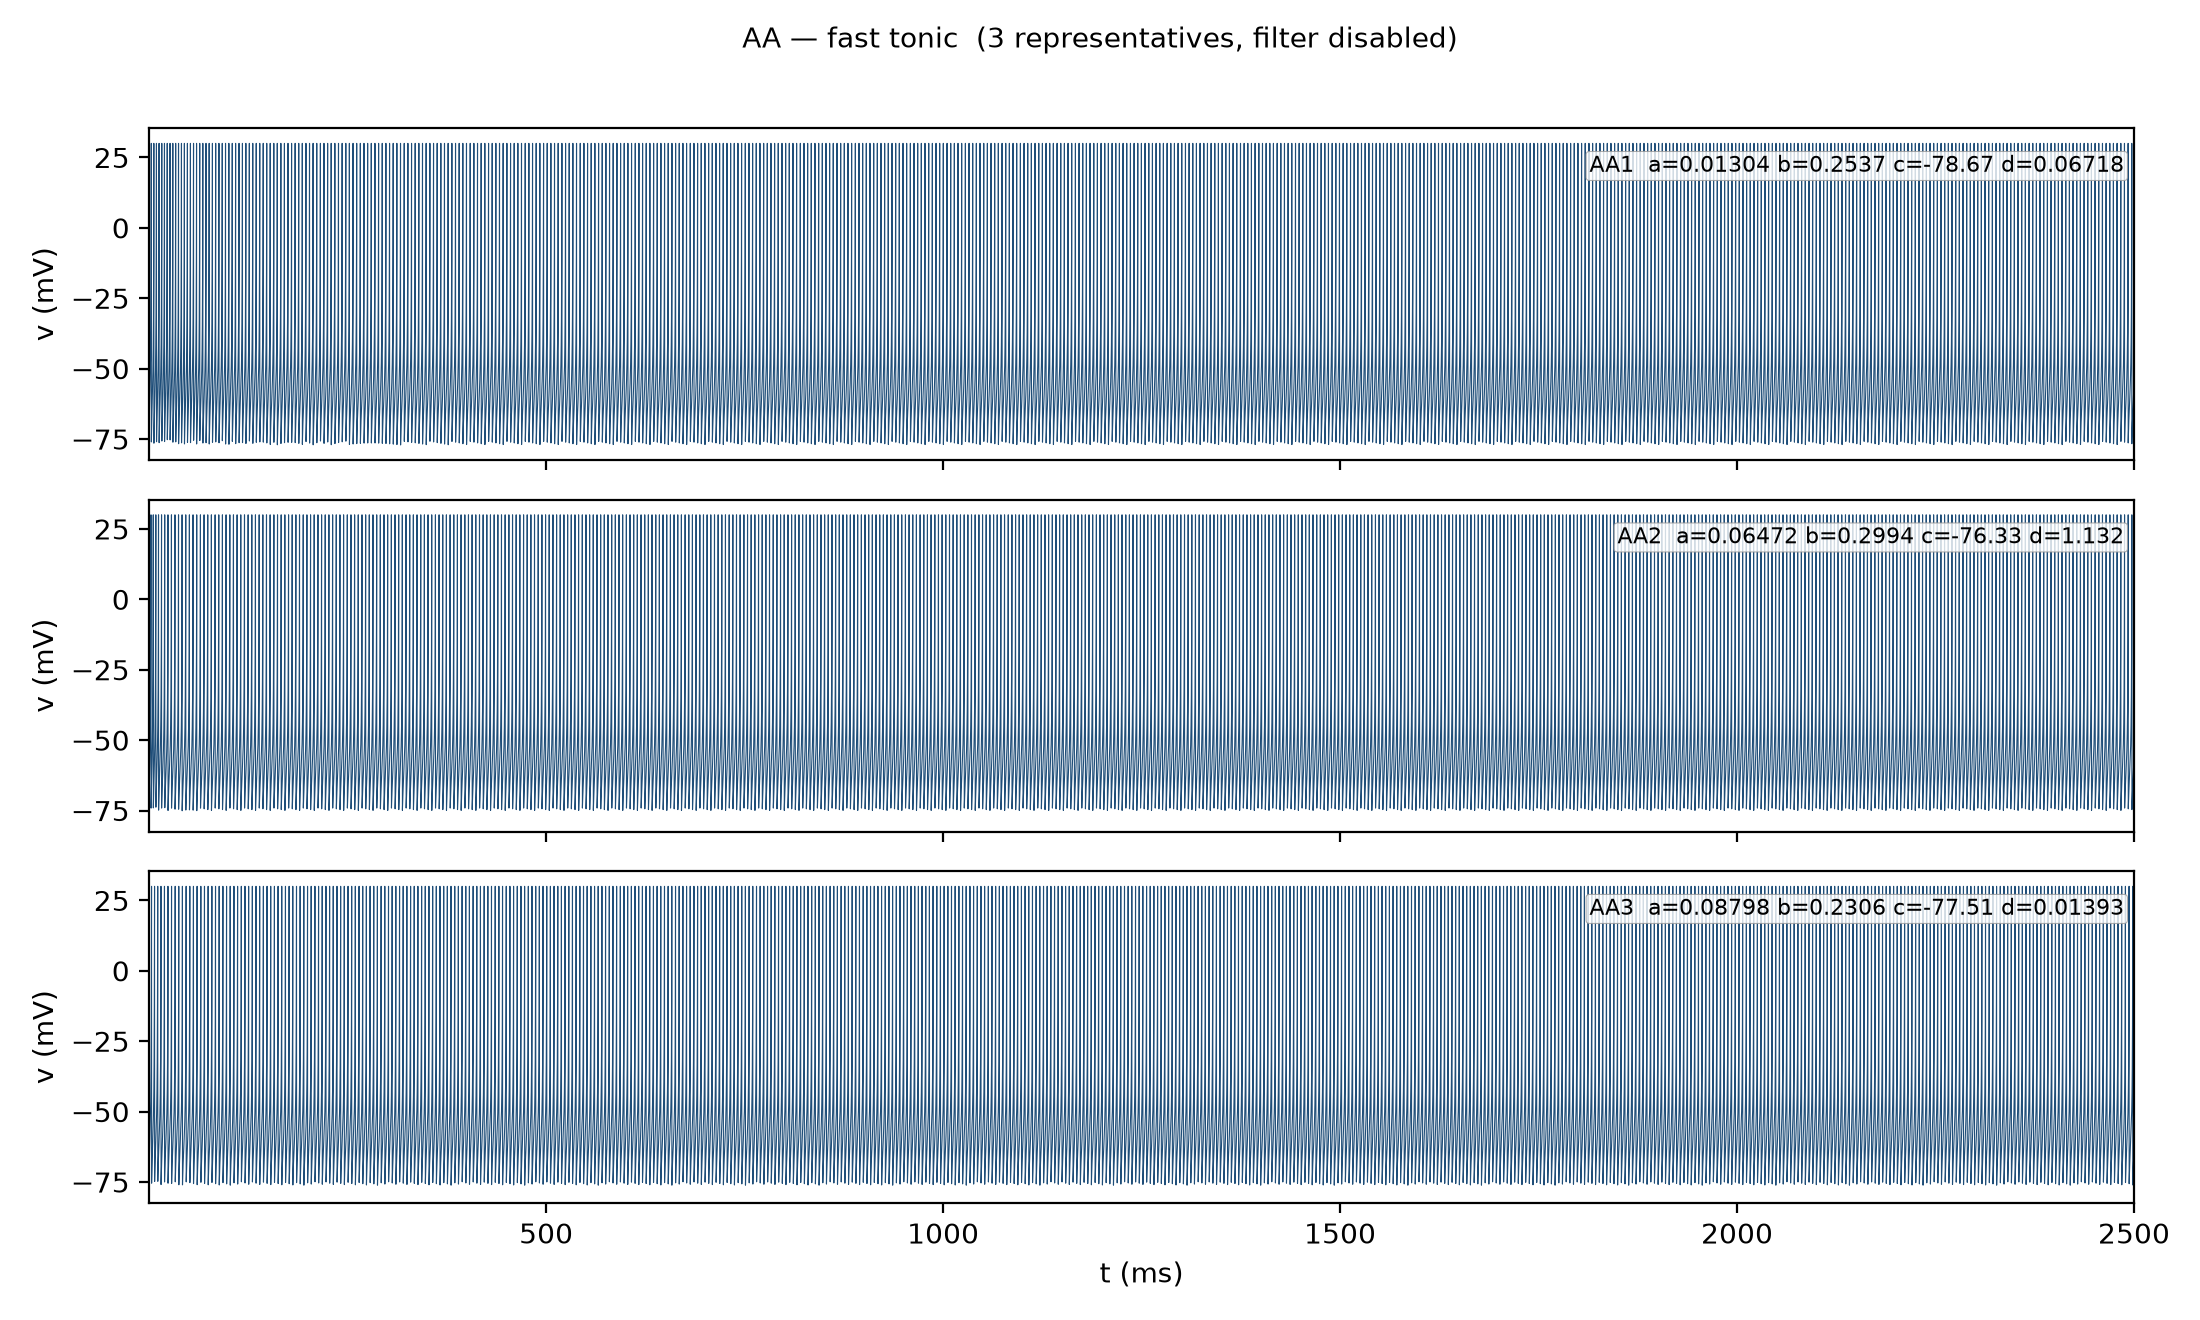 AA — fast tonic  (3 representatives, filter disabled)
25
0
−25
−50
−75
v (mV)
AA1  a=0.01304 b=0.2537 c=-78.67 d=0.06718
25
0
−25
−50
−75
v (mV)
AA2  a=0.06472 b=0.2994 c=-76.33 d=1.132
25
0
−25
−50
−75
v (mV)
AA3  a=0.08798 b=0.2306 c=-77.51 d=0.01393
500 1000 1500 2000 2500
t (ms)